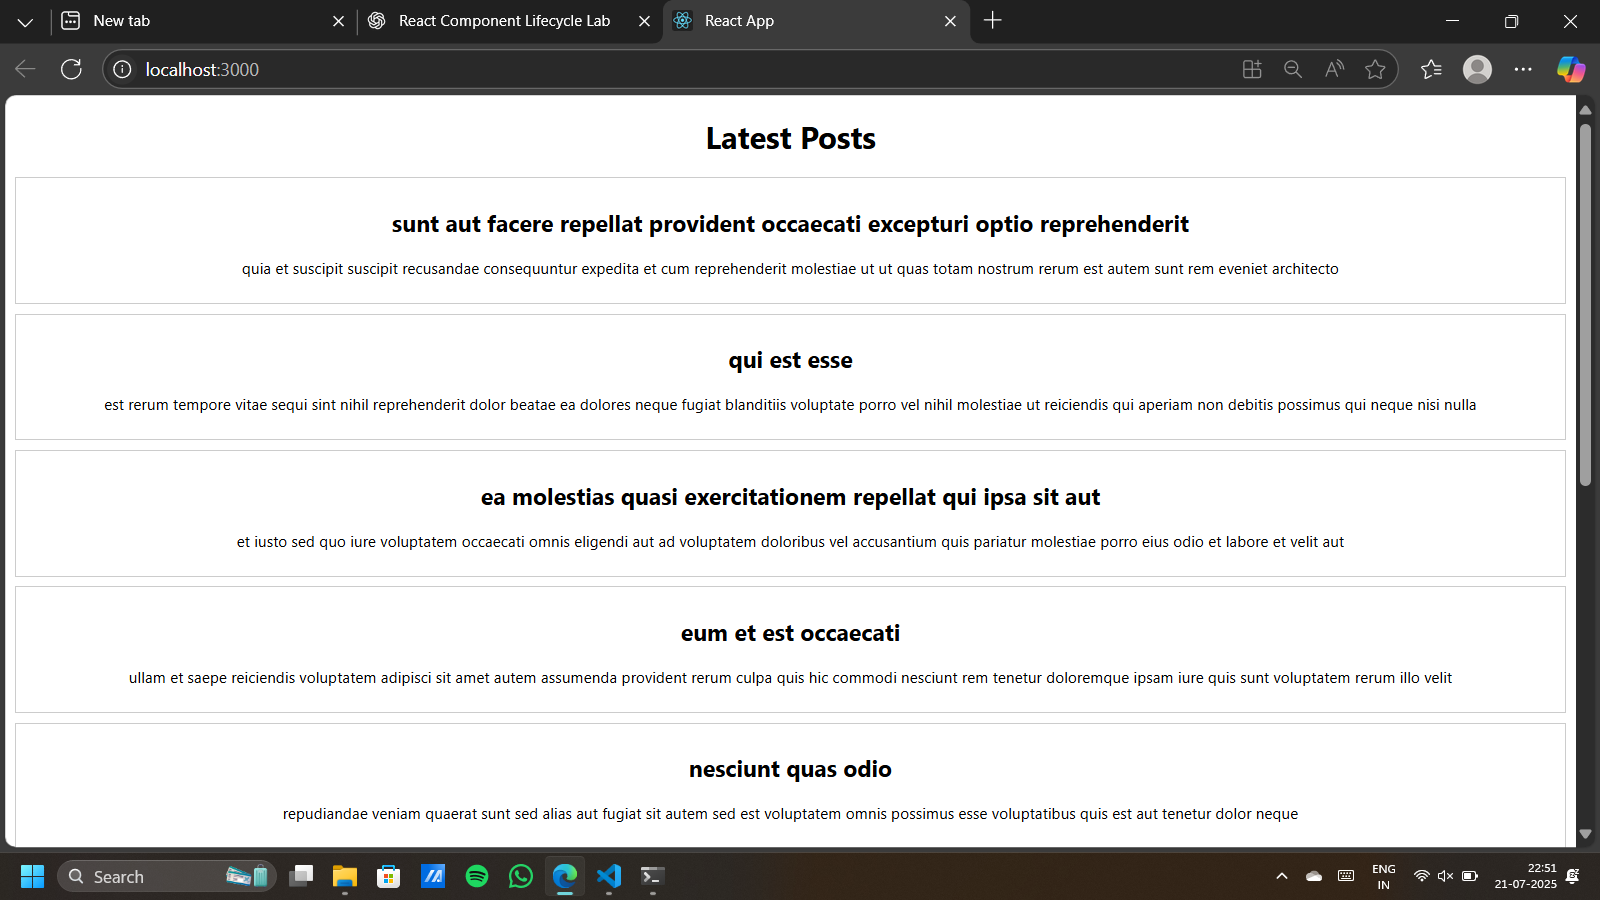 New tab
React Component Lifecycle Lab
React App
localhost:3000
Latest Posts
sunt aut facere repellat provident occaecati excepturi optio reprehenderit
quia et suscipit suscipit recusandae consequuntur expedita et cum reprehenderit molestiae ut ut quas totam nostrum rerum est autem sunt rem eveniet architecto
qui est esse
est rerum tempore vitae sequi sint nihil reprehenderit dolor beatae ea dolores neque fugiat blanditiis voluptate porro vel nihil molestiae ut reiciendis qui aperiam non debitis possimus qui neque nisi nulla
ea molestias quasi exercitationem repellat qui ipsa sit aut
et iusto sed quo iure voluptatem occaecati omnis eligendi aut ad voluptatem doloribus vel accusantium quis pariatur molestiae porro eius odio et labore et velit aut
eum et est occaecati
ullam et saepe reiciendis voluptatem adipisci sit amet autem assumenda provident rerum culpa quis hic commodi nesciunt rem tenetur doloremque ipsam iure quis sunt voluptatem rerum illo velit
nesciunt quas odio
repudiandae veniam quaerat sunt sed alias aut fugiat sit autem sed est voluptatem omnis possimus esse voluptatibus quis est aut tenetur dolor neque
Search
ENG
IN
22:51
21-07-2025